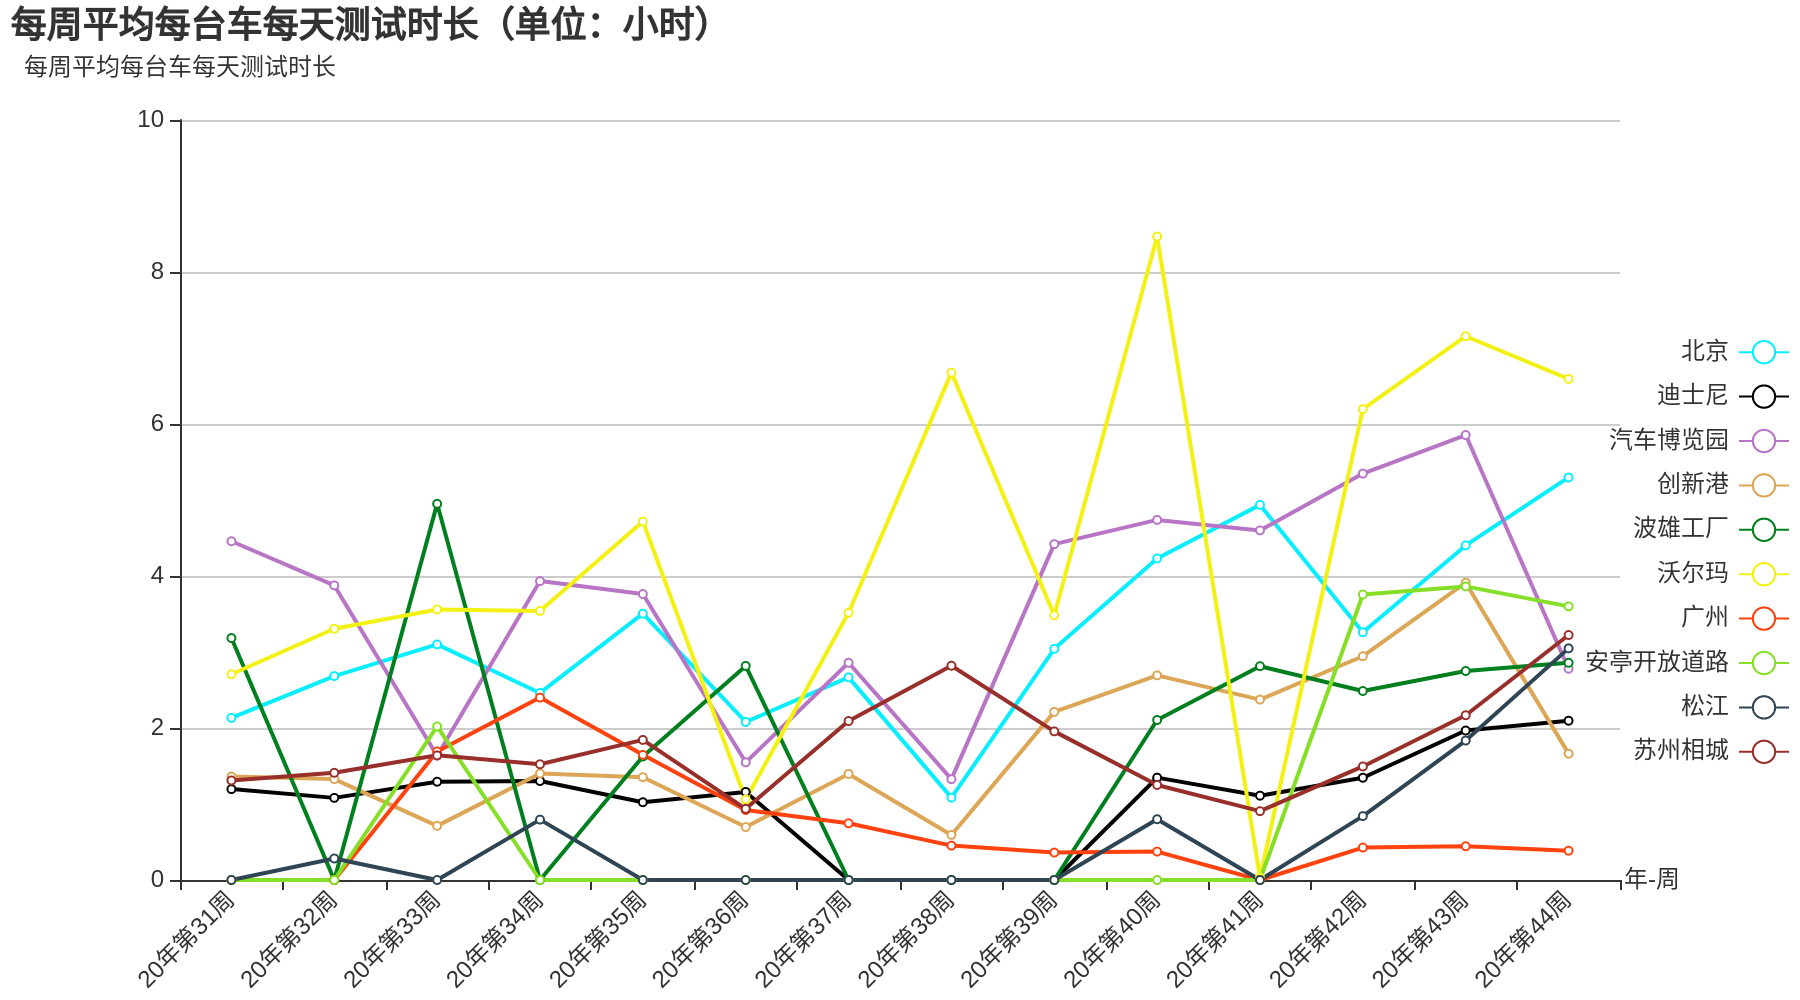 每周平均每台车每天测试时长（单位：小时）
每周平均每台车每天测试时长
10
8
6
4
2
0
北京
迪士尼
汽车博览园
创新港
波雄工厂
沃尔玛
广州
安亭开放道路
松江
苏州相城
年-周
20年第31周
20年第32周
20年第33周
20年第34周
20年第35周
20年第36周
20年第37周
20年第38周
20年第39周
20年第40周
20年第41周
20年第42周
20年第43周
20年第44周